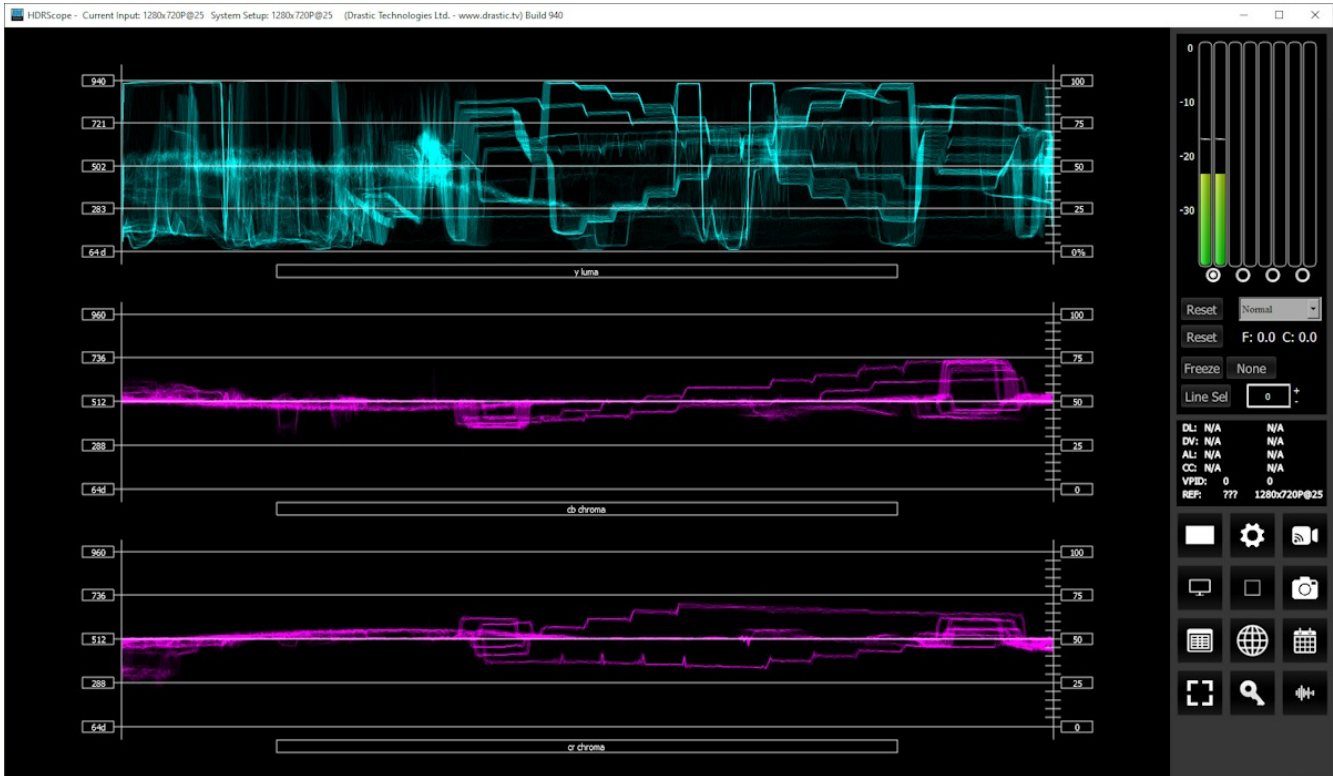 HDRScope - Current Input: 1280x720P@25 System Setup: 1280x720P@25 (Drastic Technologies Ltd. - www.drastic.tv) Build 940
940 100
721 75
502 50
283 25
64 d 0%
y luma
960 100
736 75
512 50
288 25
64d 0
cb chroma
960 100
736 75
512 50
288 25
64d 0
cr chroma
0
-10
-20
-30
Reset Normal
Reset F: 0.0 C: 0.0
Freeze None
Line Sel 0 + -
DL: N/A N/A
DV: N/A N/A
AL: N/A N/A
CC: N/A N/A
VPID: 0 0
REF: ??? 1280x720P@25